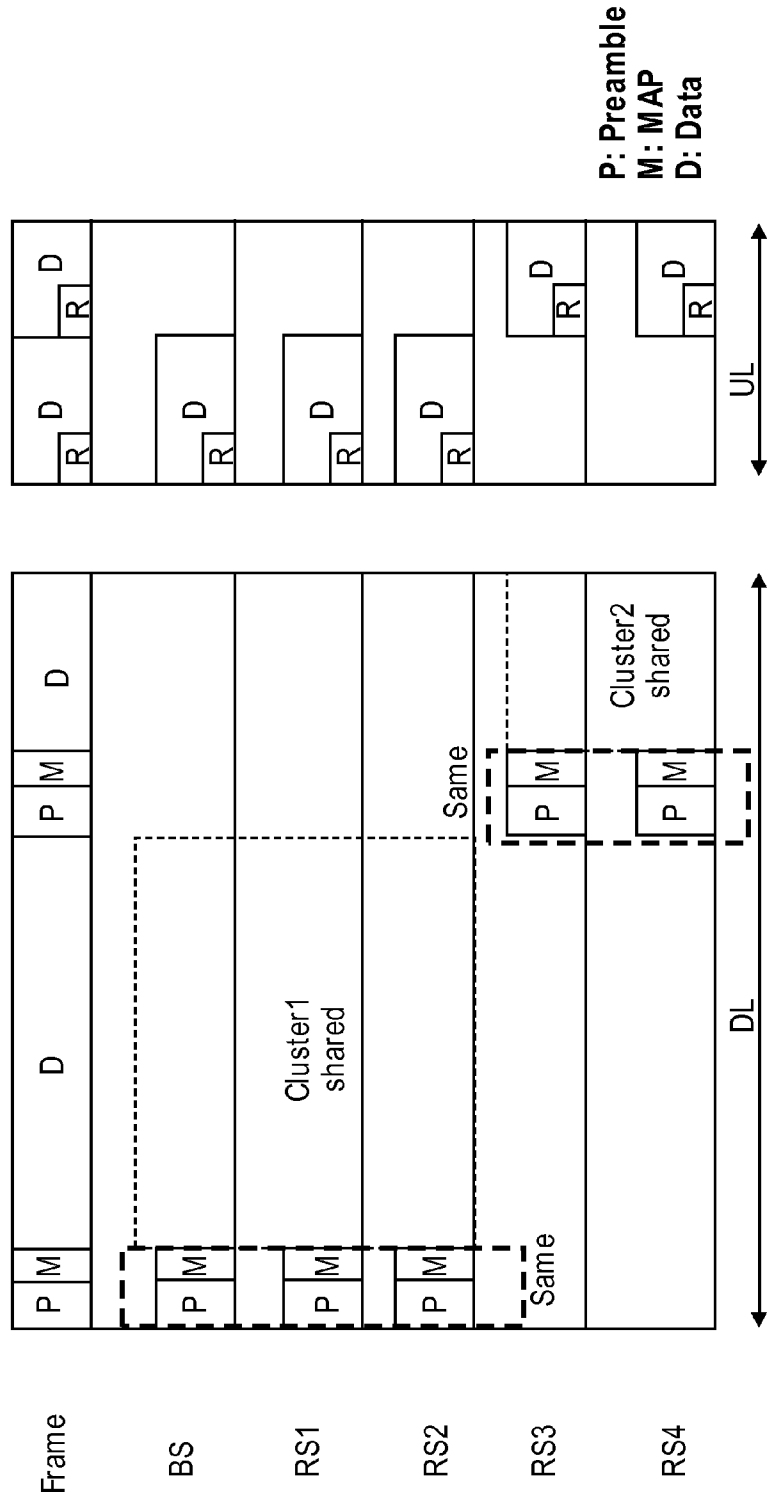 Frame P M D P M D R D R D
BS P M R D
RS1 P M Cluster1 shared R D
RS2 P M R D
Same
Same
RS3 P M R D
RS4 P M Cluster2 shared R D
DL
UL
P: Preamble
M: MAP
D: Data